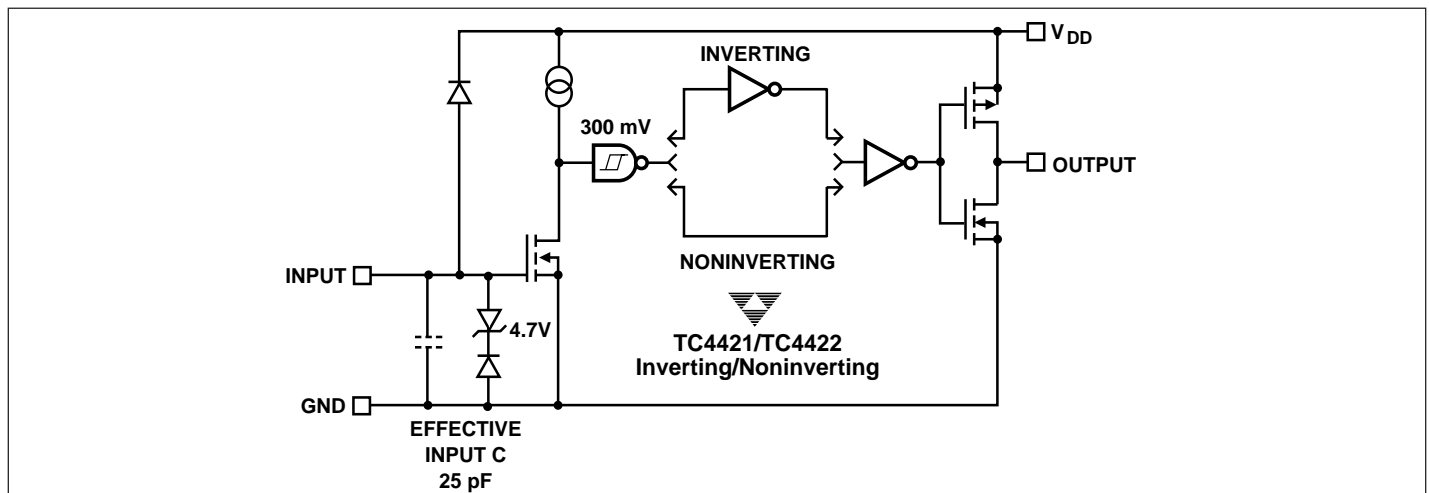 V DD
INVERTING
300 mV
OUTPUT
INPUT
NONINVERTING
4.7V
TC4421/TC4422
Inverting/Noninverting
GND
EFFECTIVE
INPUT C
25 pF